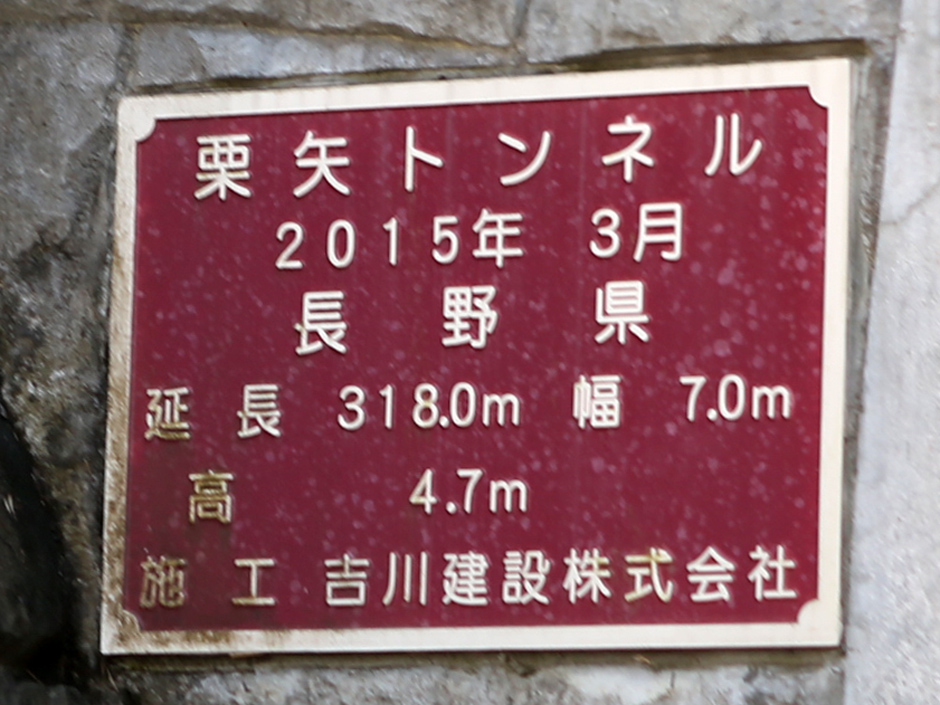 栗矢トンネル
2015年 3月
長野県
延長 318.0m 幅 7.0m
高 4.7m
施工 吉川建設株式会社